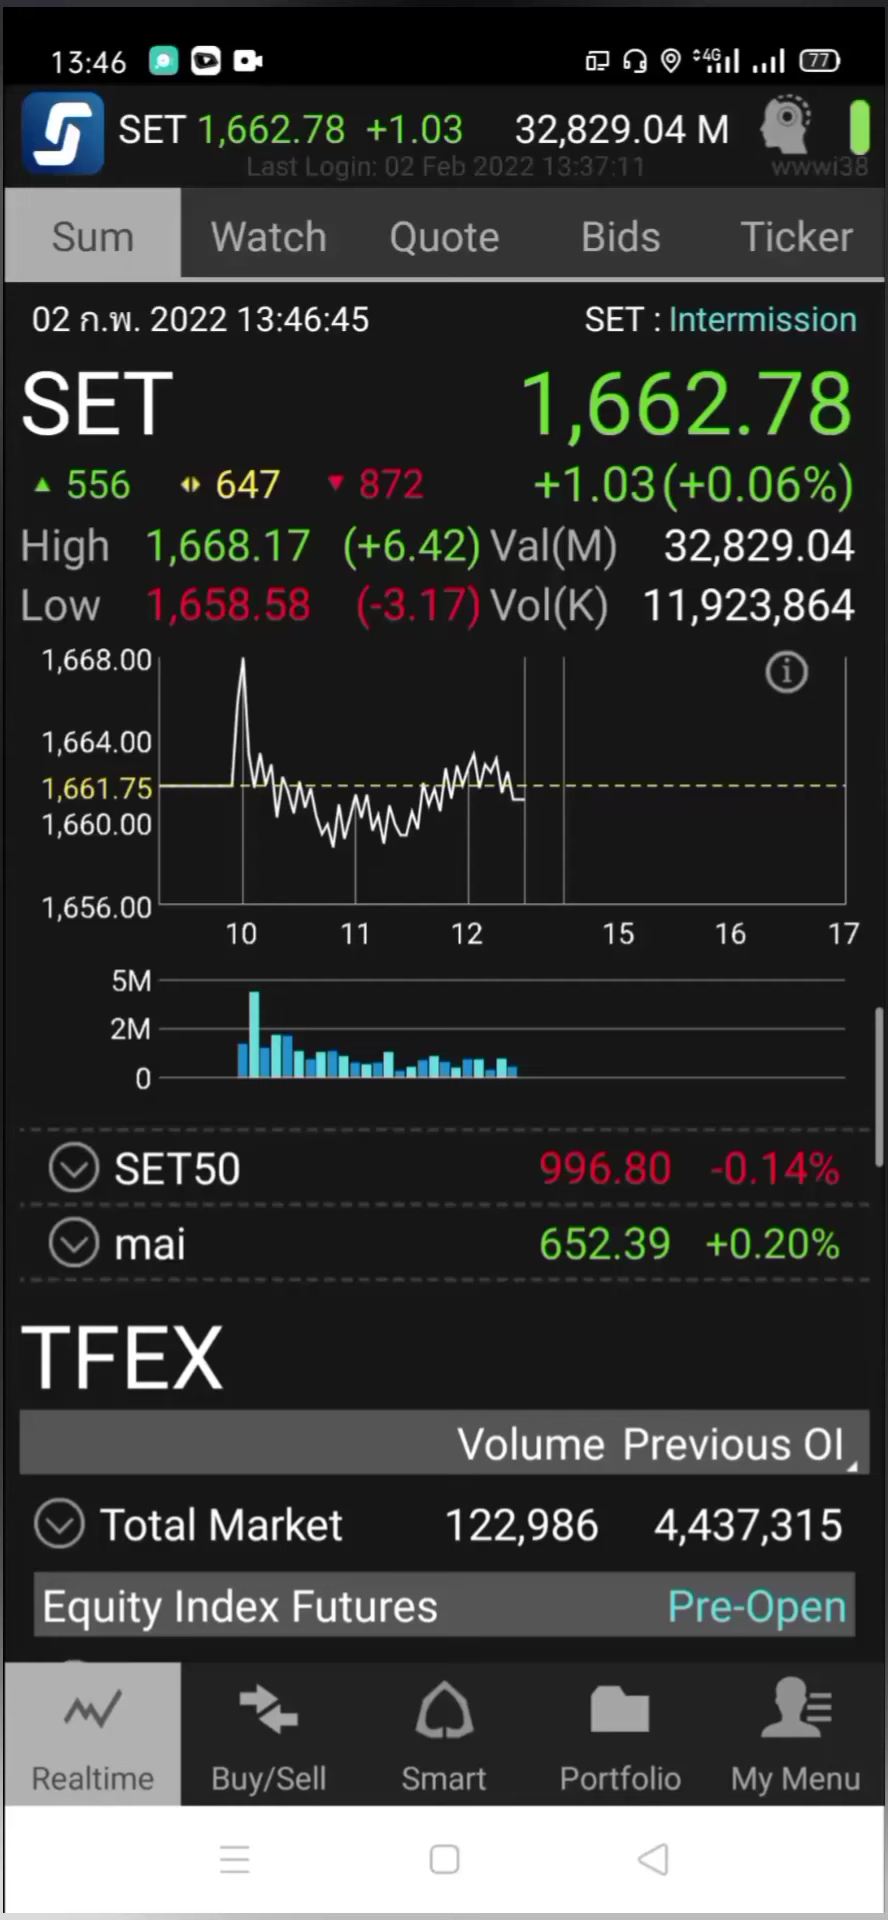 13:46 4G 77
SET 1,662.78 +1.03 32,829.04 M
Last Login: 02 Feb 2022 13:37:11 wwwi38
Sum Watch Quote Bids Ticker
02 ก.พ. 2022 13:46:45 SET : Intermission
SET 1,662.78
▲ 556 647 ▼ 872 +1.03(+0.06%)
High 1,668.17 (+6.42) Val(M) 32,829.04
Low 1,658.58 (-3.17) Vol(K) 11,923,864
1,668.00
1,664.00
1,661.75
1,660.00
1,656.00
10 11 12 15 16 17
5M
2M
0
SET50 996.80 -0.14%
mai 652.39 +0.20%
TFEX
Volume Previous OI
Total Market 122,986 4,437,315
Equity Index Futures Pre-Open
Realtime Buy/Sell Smart Portfolio My Menu